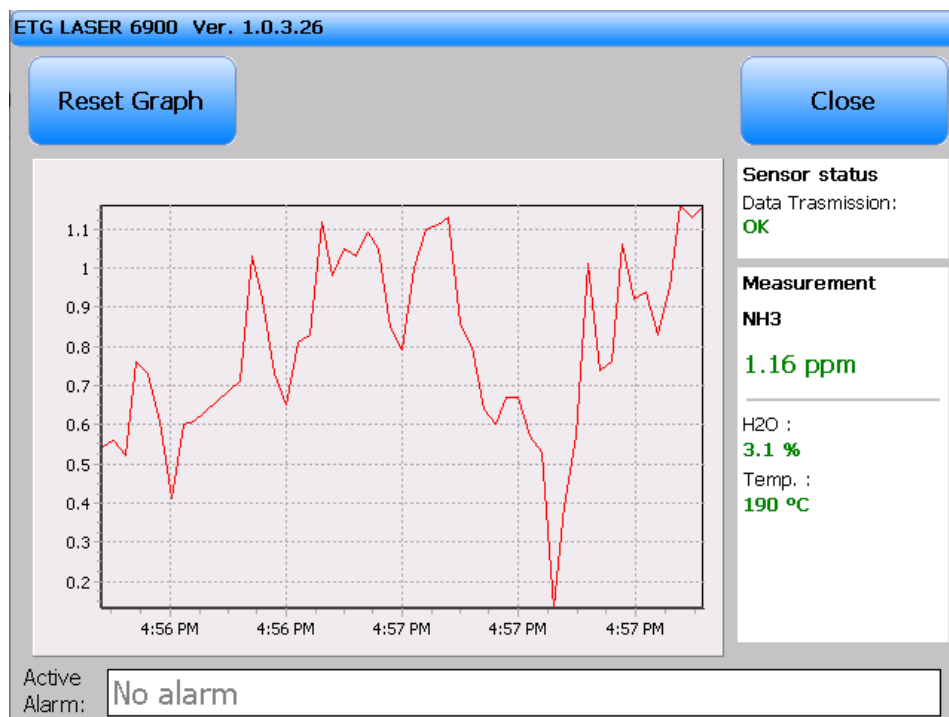 ETG LASER 6900 Ver. 1.0.3.26
Reset Graph
Close
Sensor status
Data Trasmission:
OK
Measurement
NH3
1.16 ppm
H2O :
3.1 %
Temp. :
190 ºC
1.1
1
0.9
0.8
0.7
0.6
0.5
0.4
0.3
0.2
4:56 PM 4:56 PM 4:57 PM 4:57 PM 4:57 PM
Active
Alarm:
No alarm